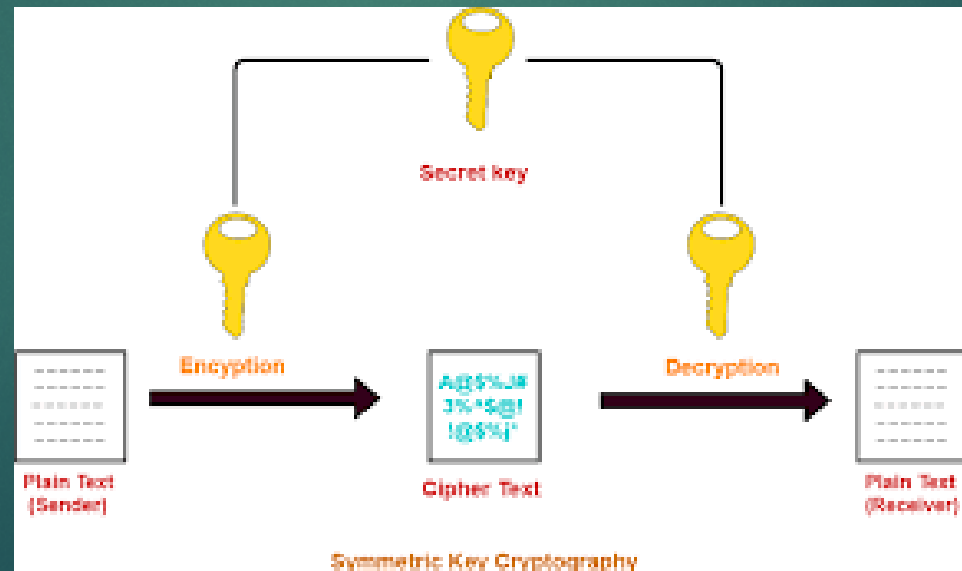 Secret key
Encyption
Decryption
A@$%J#
Plain Text
(Sender)
Cipher Text
Plain Text
(Receiver)
Symmetric Key Cryptography